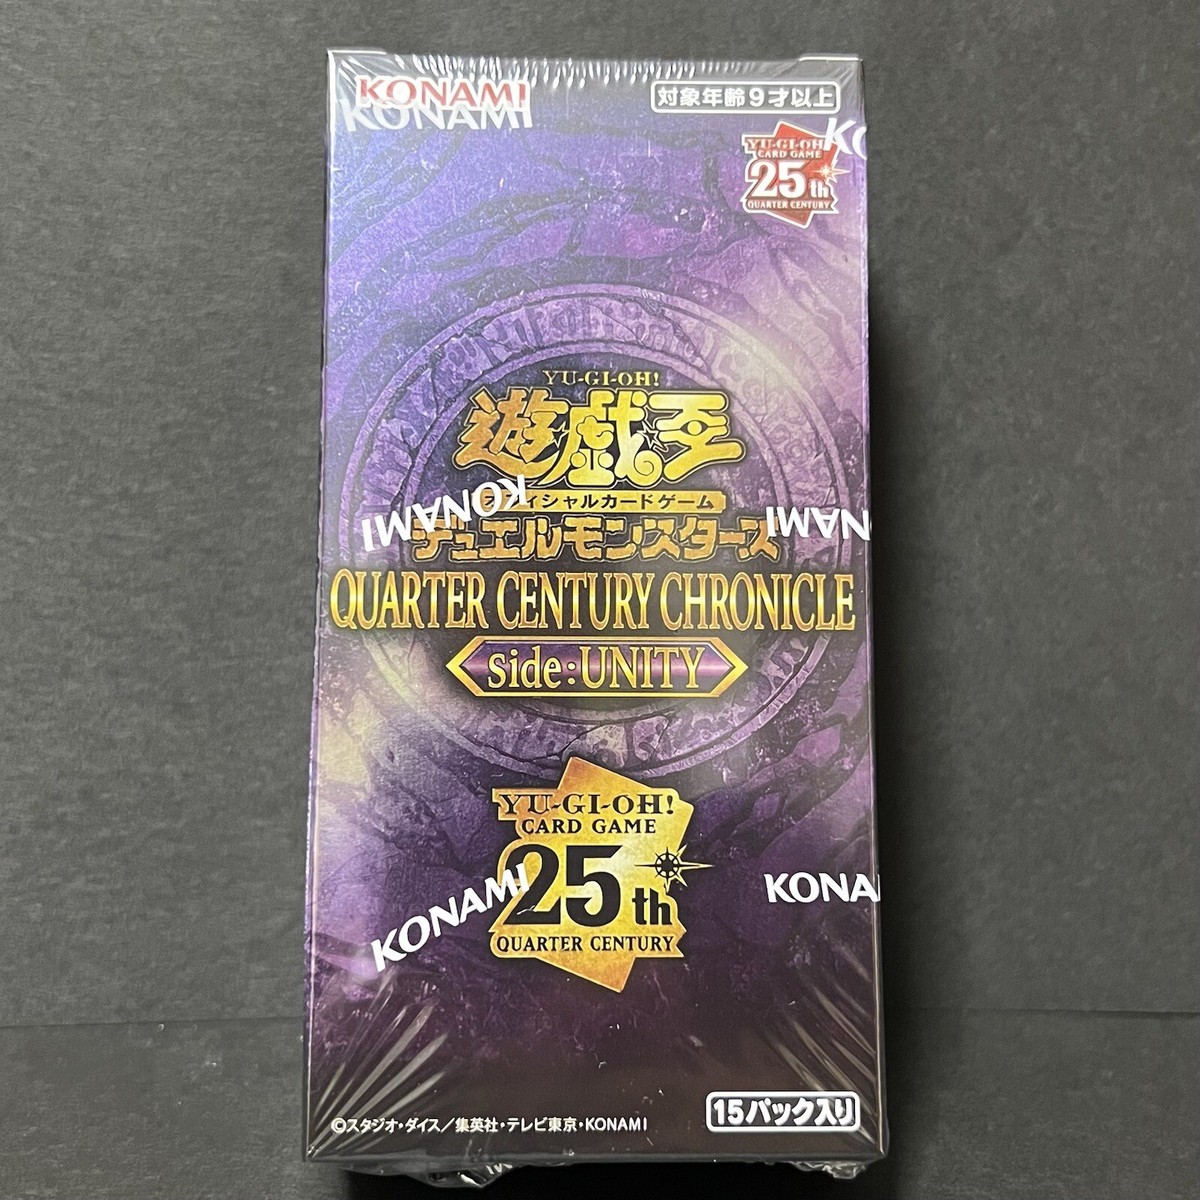 KONAMI
KONAMI
対象年齢9才以上
KO
YU-GI-OH!
CARD GAME
25th
QUARTER CENTURY
YU-GI-OH!
遊戯王
オフィシャルカードゲーム
KONAMI
KONAMI
デュエルモンスターズ
NAMI
QUARTER CENTURY CHRONICLE
side:UNITY
YU-GI-OH!
CARD GAME
25th
QUARTER CENTURY
KONAMI
KONA
©スタジオ・ダイス／集英社・テレビ東京・KONAMI
15パック入り